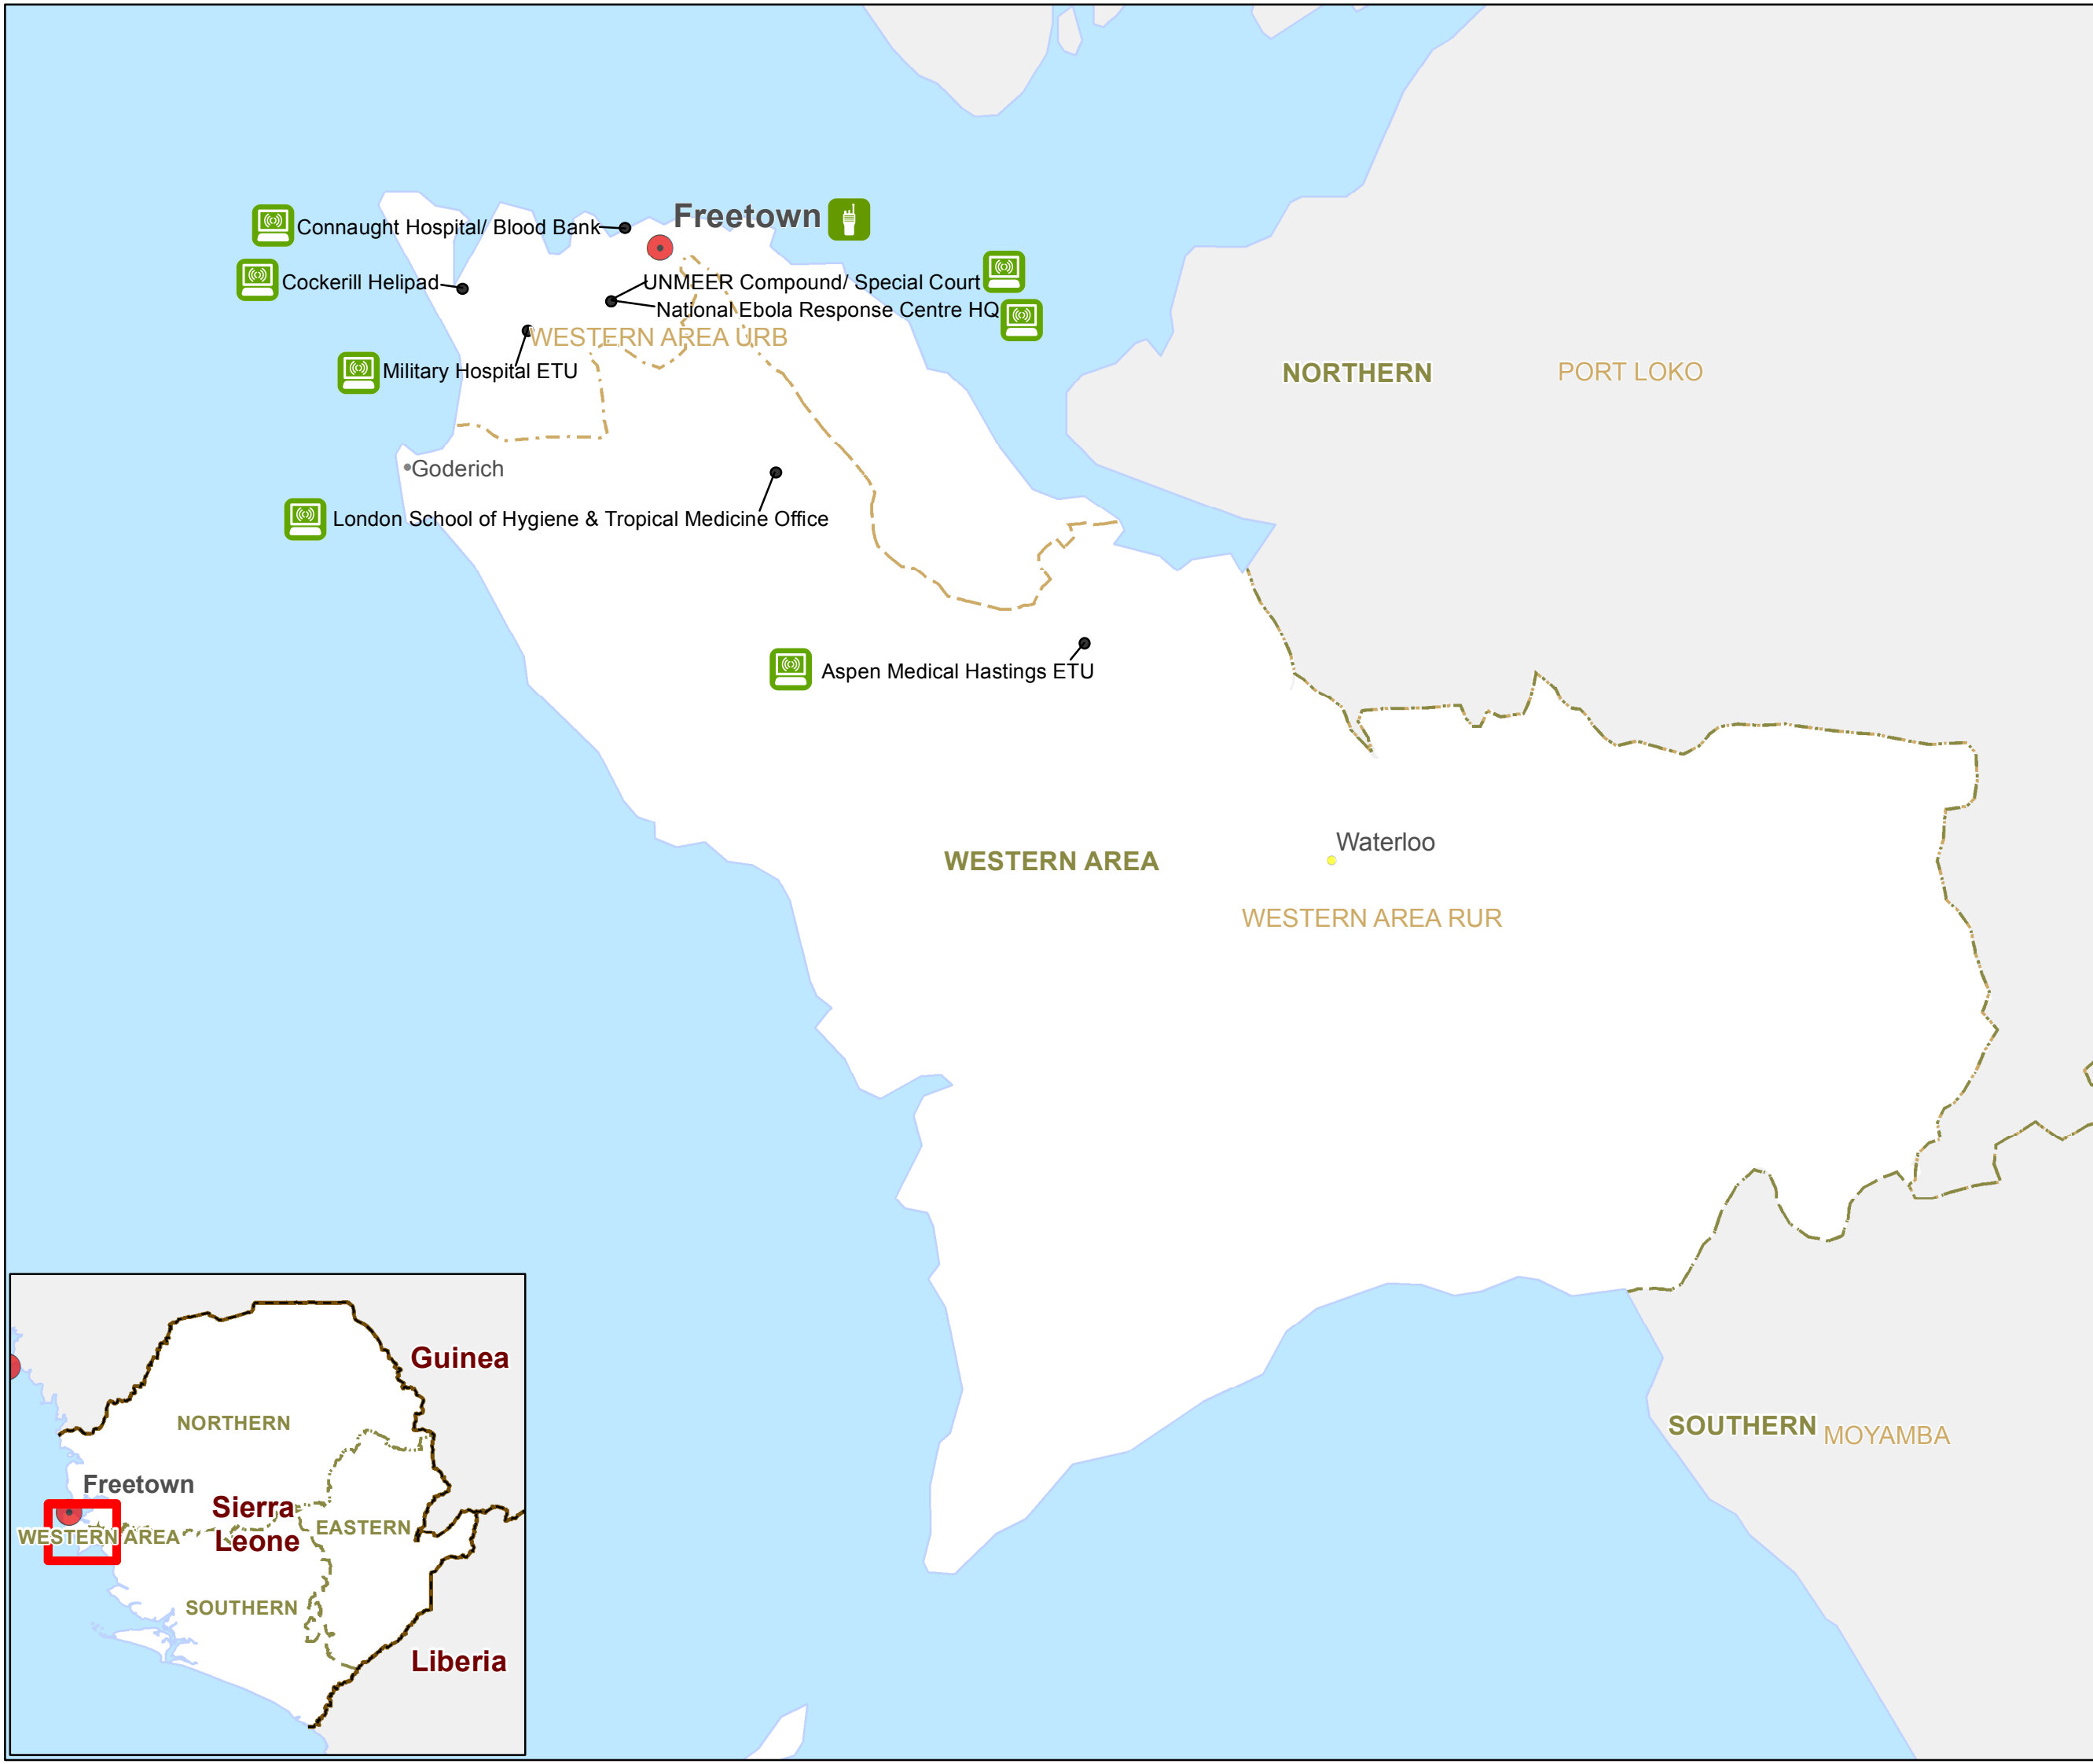 Freetown
Connaught Hospital/ Blood Bank
Cockerill Helipad
UNMEER Compound/ Special Court
National Ebola Response Centre HQ
WESTERN AREA URB
Military Hospital ETU
NORTHERN
PORT LOKO
Goderich
London School of Hygiene & Tropical Medicine Office
Aspen Medical Hastings ETU
Waterloo
WESTERN AREA
WESTERN AREA RUR
SOUTHERN
MOYAMBA
Guinea
NORTHERN
Freetown
Sierra
Leone
EASTERN
WESTERN AREA
SOUTHERN
Liberia